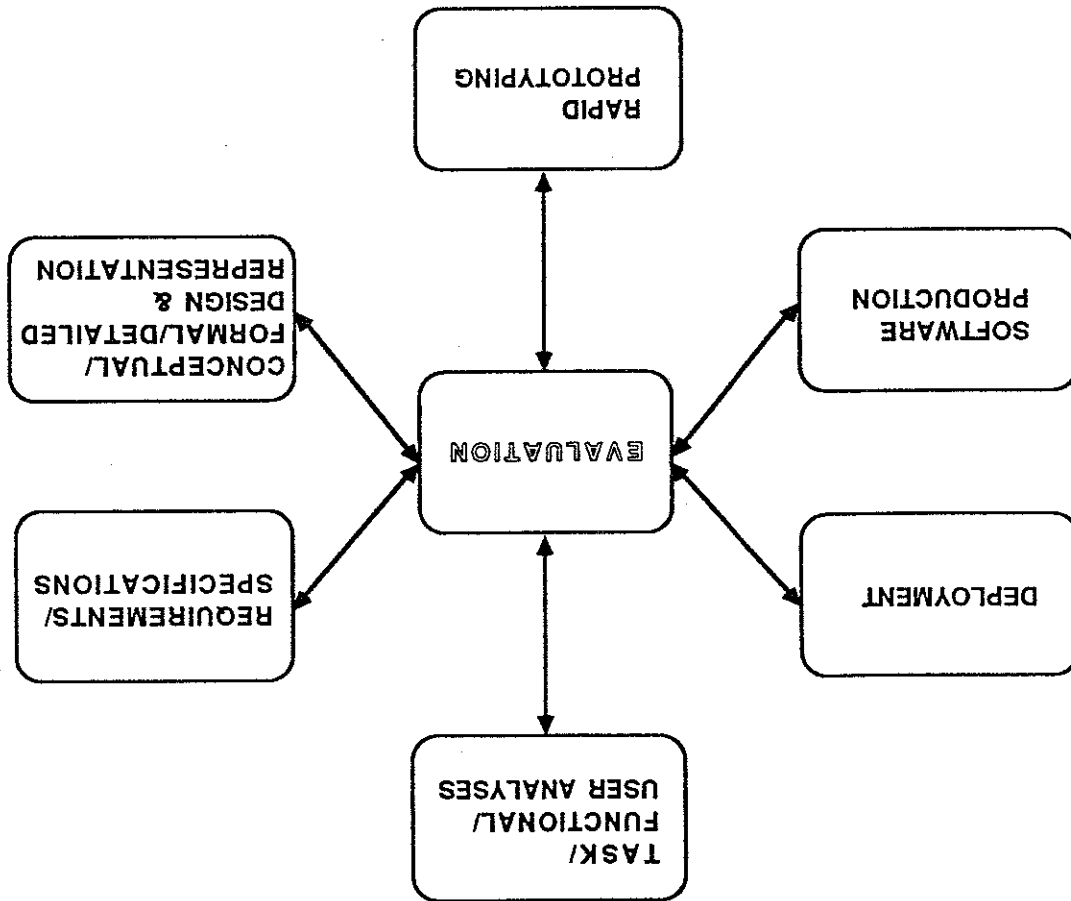 TASK/
FUNCTIONAL/
USER ANALYSES
DEPLOYMENT
REQUIREMENTS/
SPECIFICATIONS
EVALUATION
SOFTWARE
PRODUCTION
CONCEPTUAL/
FORMAL/DETAILED
DESIGN &
REPRESENTATION
RAPID
PROTOTYPING